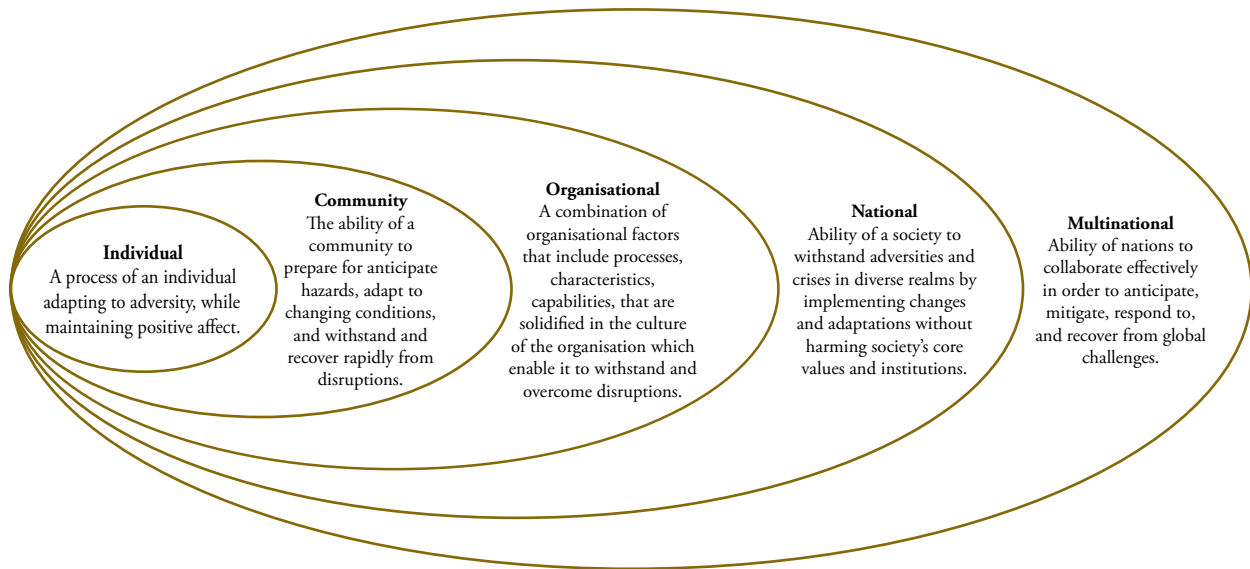 Individual
A process of an individual
adapting to adversity, while
maintaining positive affect.
Community
The ability of a
community to
prepare for anticipate
hazards, adapt to
changing conditions,
and withstand and
recover rapidly from
disruptions.
Organisational
A combination of
organisational factors
that include processes,
characteristics,
capabilities, that are
solidified in the culture
of the organisation which
enable it to withstand and
overcome disruptions.
National
Ability of a society to
withstand adversities and
crises in diverse realms by
implementing changes
and adaptations without
harming society’s core
values and institutions.
Multinational
Ability of nations to
collaborate effectively
in order to anticipate,
mitigate, respond to,
and recover from global
challenges.